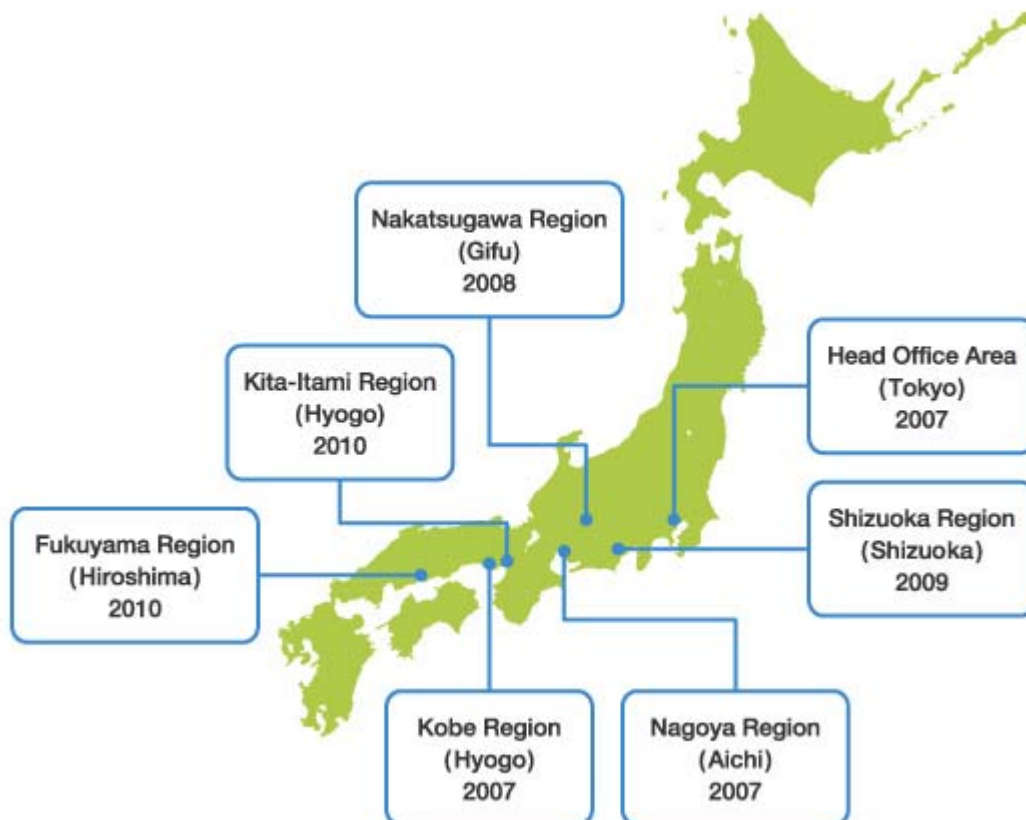 Nakatsugawa Region
(Gifu)
2008
Kita-Itami Region
(Hyogo)
2010
Head Office Area
(Tokyo)
2007
Fukuyama Region
(Hiroshima)
2010
Shizuoka Region
(Shizuoka)
2009
Kobe Region
(Hyogo)
2007
Nagoya Region
(Aichi)
2007